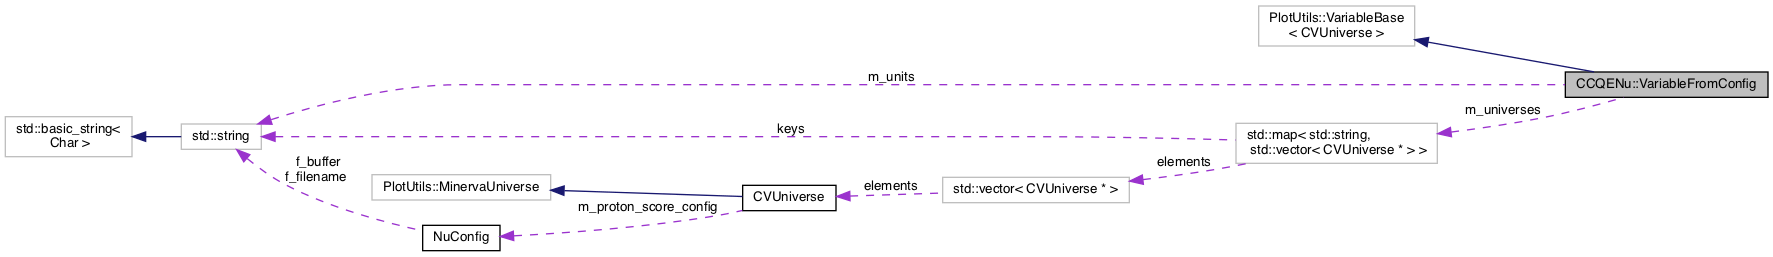 PlotUtils::VariableBase
< CVUniverse >
m_units
CCQENu::VariableFromConfig
m_universes
std::basic_string<
Char >
std::string
keys
std::map< std::string,
std::vector< CVUniverse * > >
f_buffer
f_filename
PlotUtils::MinervaUniverse
elements
elements
CVUniverse
std::vector< CVUniverse * >
m_proton_score_config
NuConfig